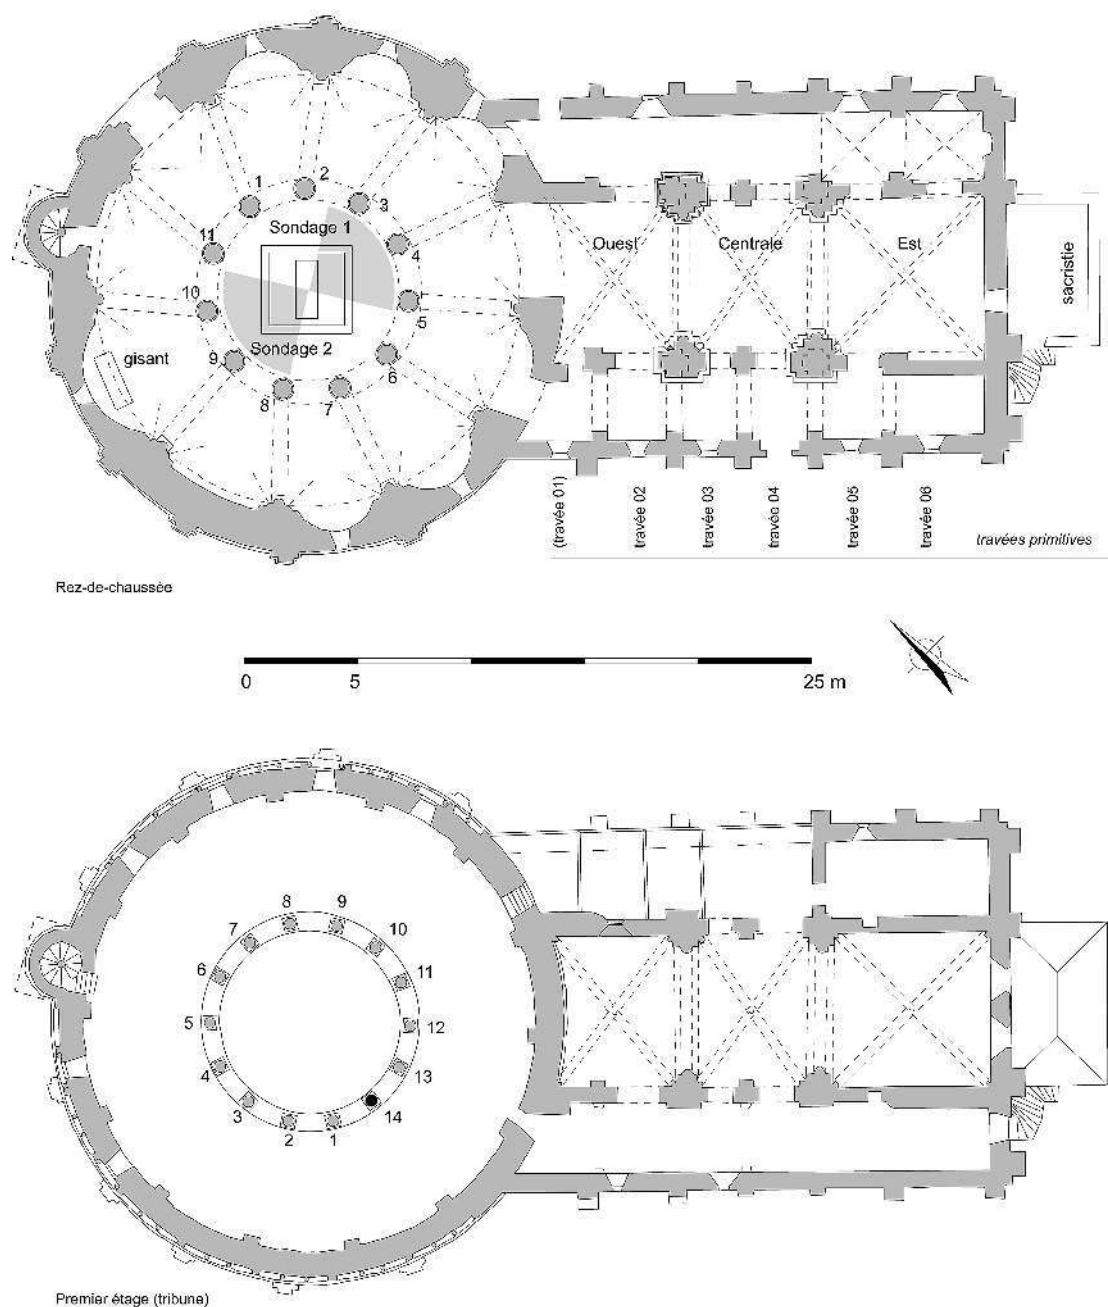 2
1
3
Sondage 1
11
4
Ouest
Centrale
Est
sacristie
10
5
gisant
9
Sondage 2
6
8
7
(travée 01)
travée 02
travée 03
travée 04
travée 05
travée 06
travées primitives
Rez-de-chaussée
0
5
25 m
8
9
7
10
6
11
5
12
4
13
3
14
2
1
Premier étage (tribune)